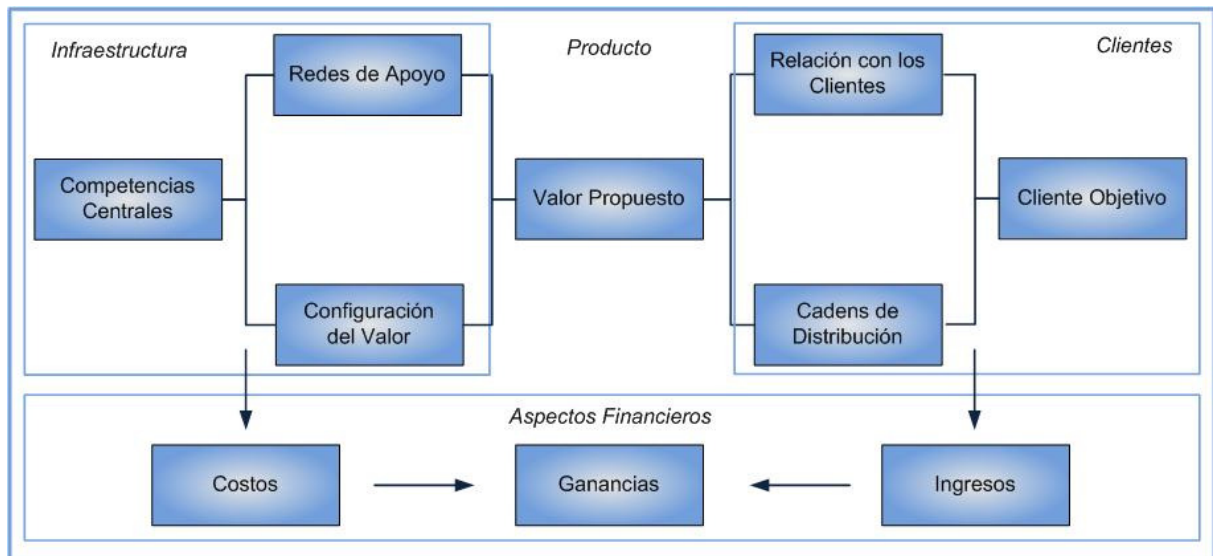 Infraestructura
Producto
Clientes
Redes de Apoyo
Relación con los
Clientes
Competencias
Centrales
Valor Propuesto
Cliente Objetivo
Configuración
del Valor
Cadens de
Distribución
Aspectos Financieros
Costos
Ganancias
Ingresos